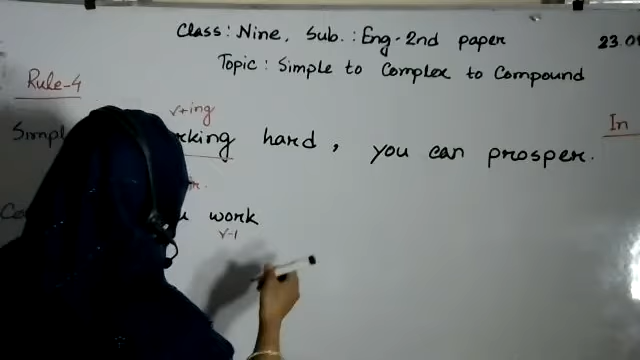 Class: Nine, Sub.: Eng-2nd paper
23.0
Topic: Simple to Complex to Compound
Rule-4
v+ing
In
Simpl rking hard, you can prosper.
Co work
v-1